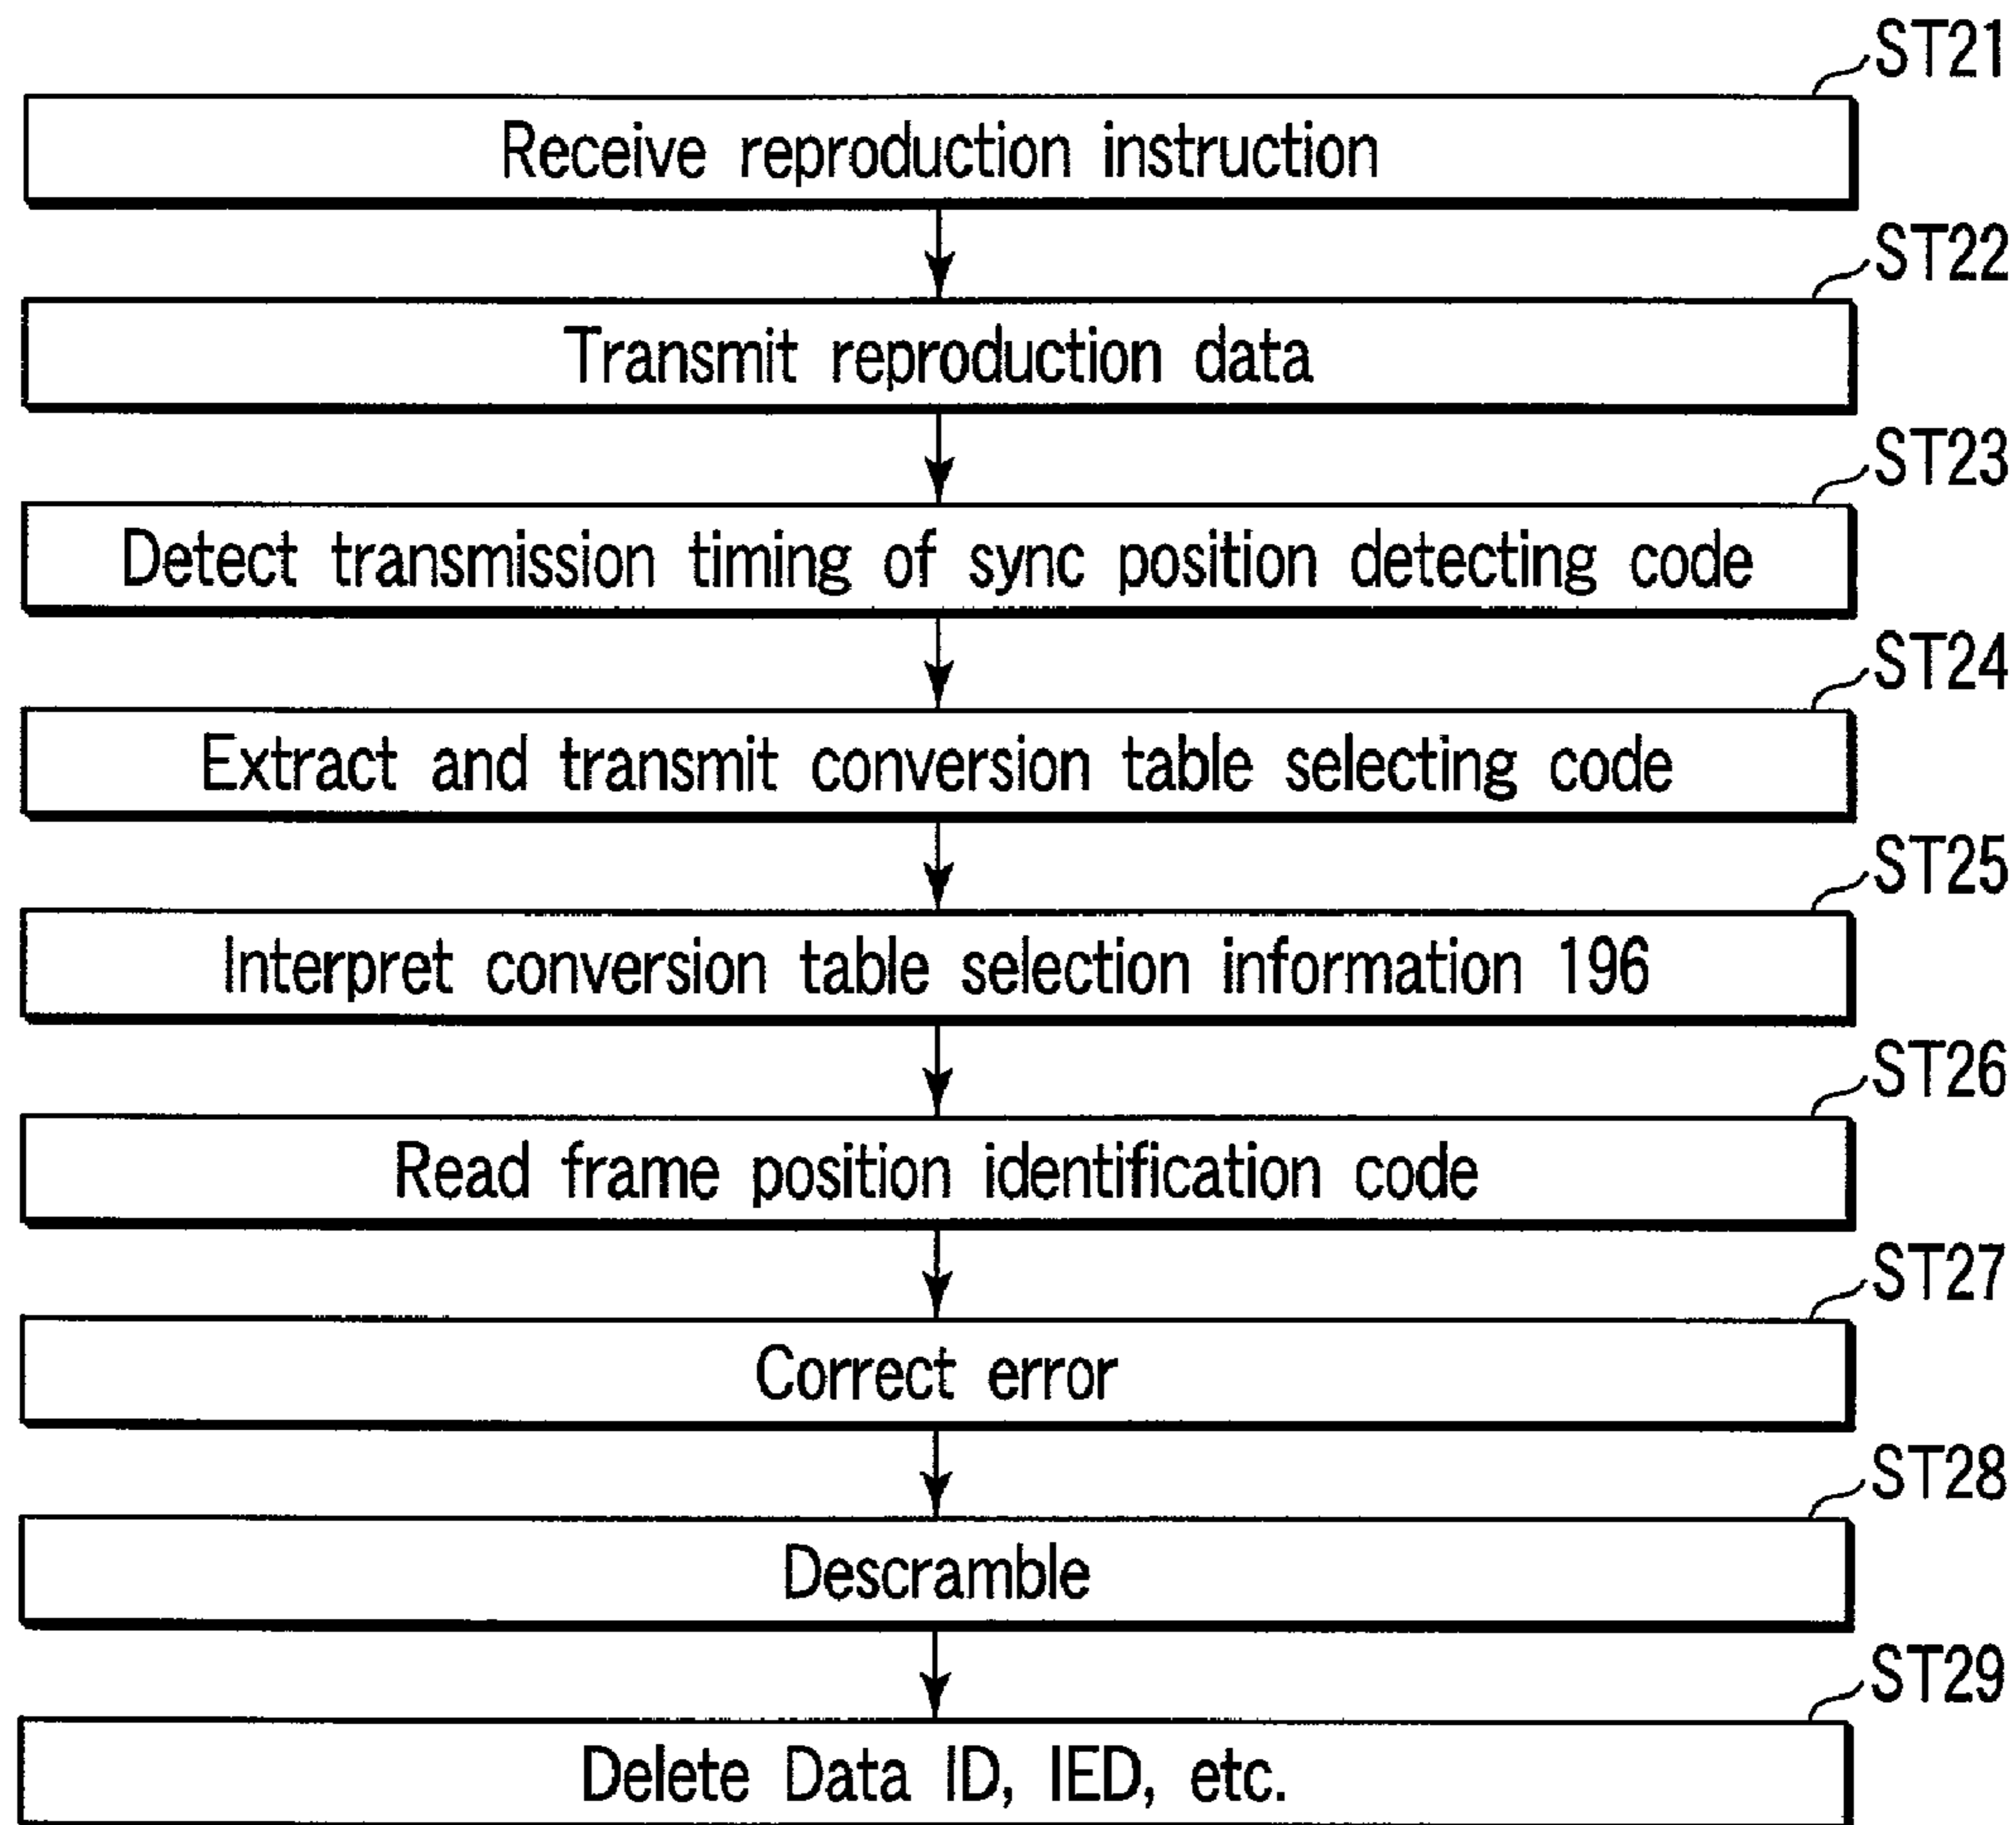 ST21
Receive reproduction instruction
ST22
Transmit reproduction data
ST23
Detect transmission timing of sync position detecting code
ST24
Extract and transmit conversion table selecting code
ST25
Interpret conversion table selection information 196
ST26
Read frame position identification code
ST27
Correct error
ST28
Descramble
ST29
Delete Data ID, IED, etc.